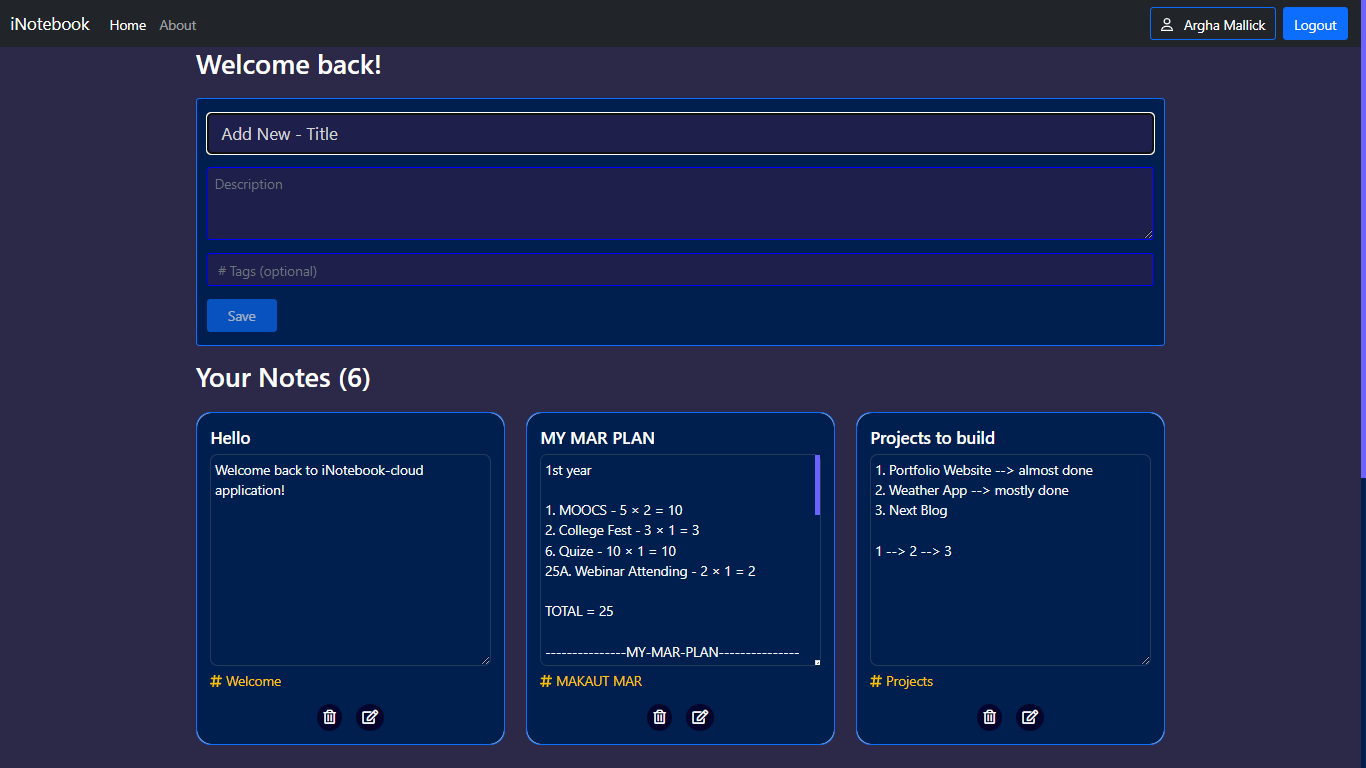 iNotebook Home About Argha Mallick Logout
Welcome back!
Add New - Title
Description
# Tags (optional)
Save
Your Notes (6)
Hello
Welcome back to iNotebook-cloud
application!
# Welcome
MY MAR PLAN
1st year
1. MOOCS - 5 × 2 = 10
2. College Fest - 3 × 1 = 3
6. Quize - 10 × 1 = 10
25A. Webinar Attending - 2 × 1 = 2
TOTAL = 25
---------------MY-MAR-PLAN---------------
# MAKAUT MAR
Projects to build
1. Portfolio Website --> almost done
2. Weather App --> mostly done
3. Next Blog
1 --> 2 --> 3
# Projects